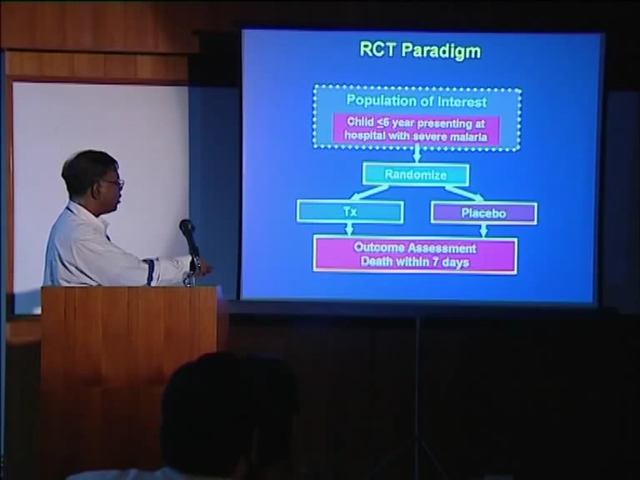 RCT Paradigm
Population of Interest
Child ≤5 year presenting at
hospital with severe malaria
Randomize
Tx
Placebo
Outcome Assessment
Death within 7 days